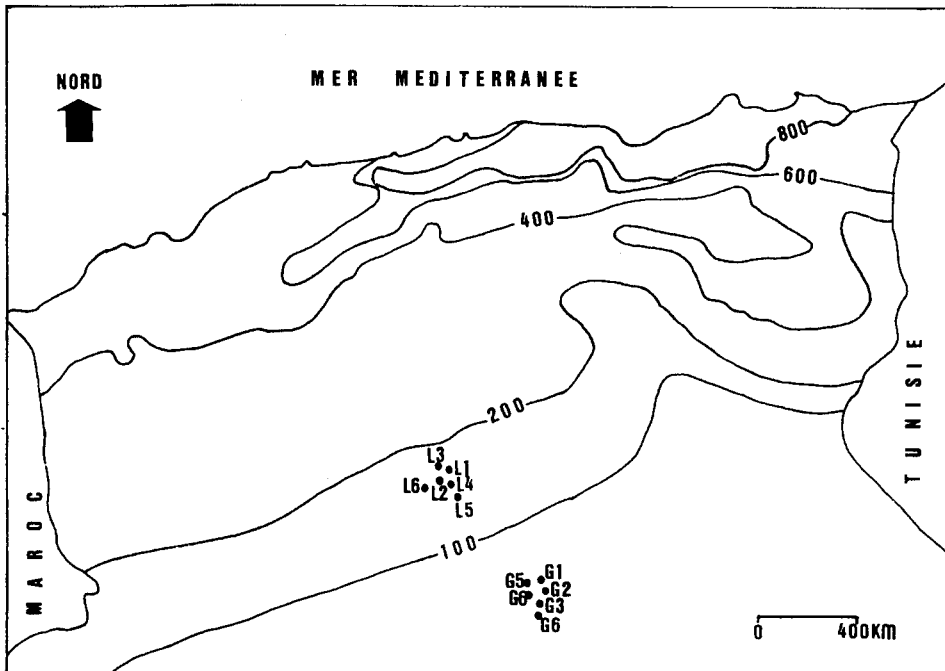 MER MEDITERRANEE
NORD
800
600
400
200
100
L3
L1
L6
L2
L4
L5
G5
G1
G6
G2
G3
G6
MAROC
TUNISIE
0 400KM